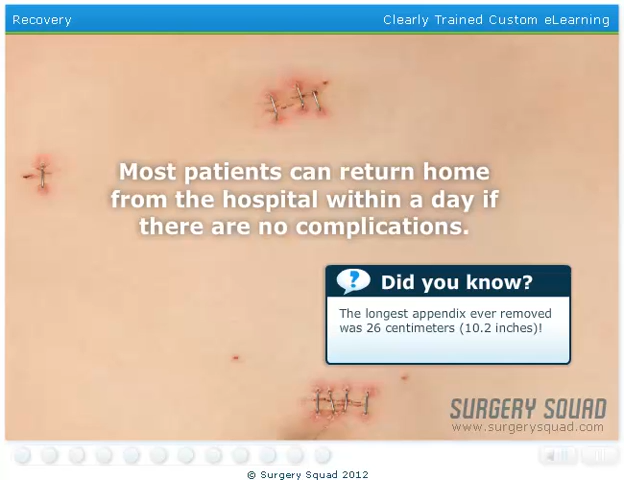 Recovery
Clearly Trained Custom eLearning
Most patients can return home
from the hospital within a day if
there are no complications.
? Did you know?
The longest appendix ever removed
was 26 centimeters (10.2 inches)!
SURGERY SQUAD
www.surgerysquad.com
© Surgery Squad 2012